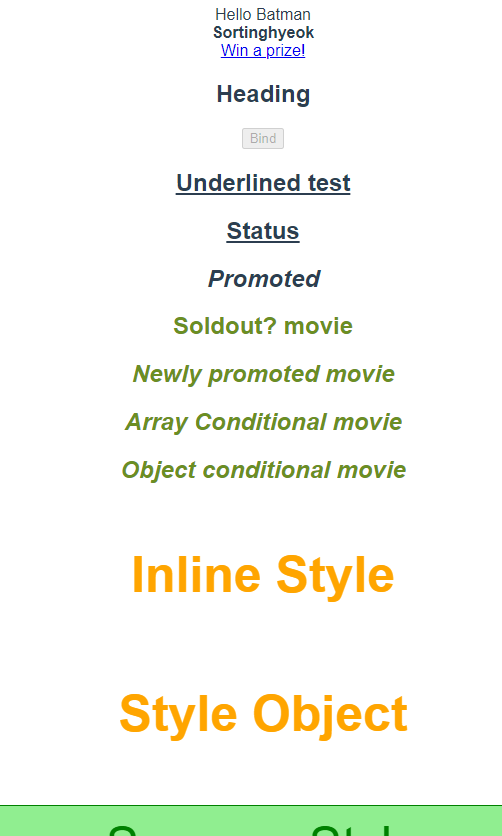 Hello Batman
Sortinghyeok
Win a prize!
Heading
Bind
Underlined test
Status
Promoted
Soldout? movie
Newly promoted movie
Array Conditional movie
Object conditional movie
Inline Style
Style Object